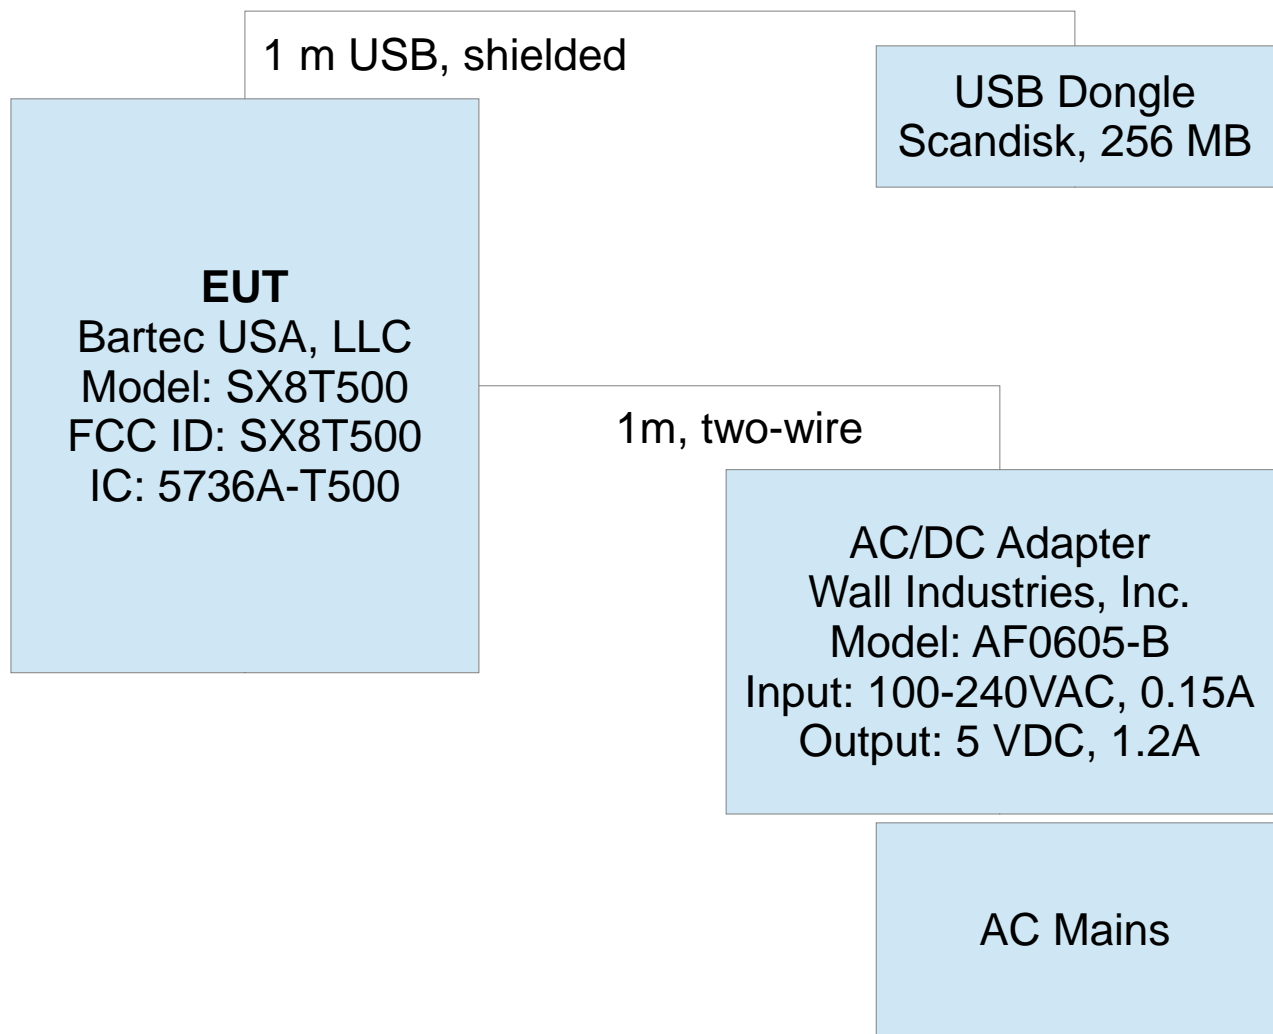 1 m USB, shielded
USB Dongle
Scandisk, 256 MB
EUT
Bartec USA, LLC
Model: SX8T500
FCC ID: SX8T500
IC: 5736A-T500
1m, two-wire
AC/DC Adapter
Wall Industries, Inc.
Model: AF0605-B
Input: 100-240VAC, 0.15A
Output: 5 VDC, 1.2A
AC Mains